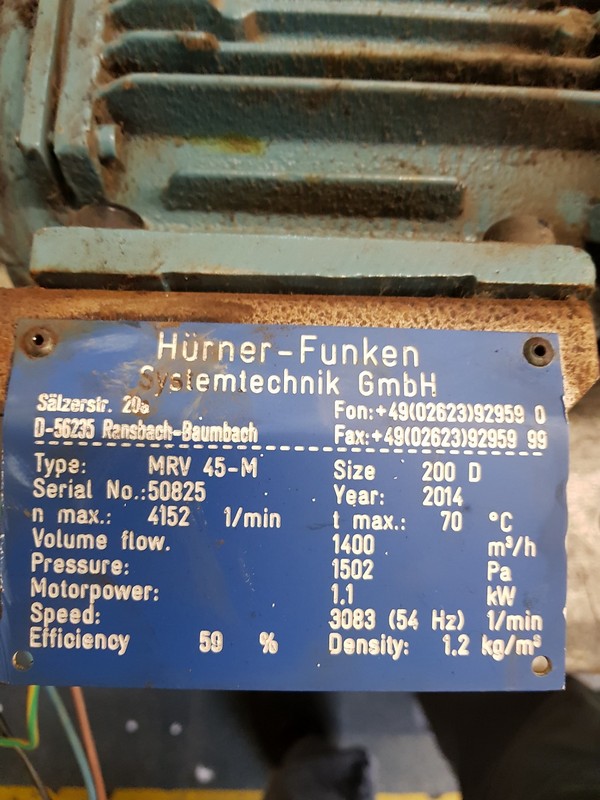 Hürner-Funken
Systemtechnik GmbH
Sälzerstr. 20a Fon:+49(02623)92959 0
D-56235 Ransbach-Baumbach Fax:+49(02623)92959 99
Type: MRV 45-M Size 200 D
Serial No.:50825 Year: 2014
n max.: 4152 1/min t max.: 70 °C
Volume flow. 1400 m³/h
Pressure: 1502 Pa
Motorpower: 1.1 kW
Speed: 3083 (54 Hz) 1/min
Efficiency 59 % Density: 1.2 kg/m³